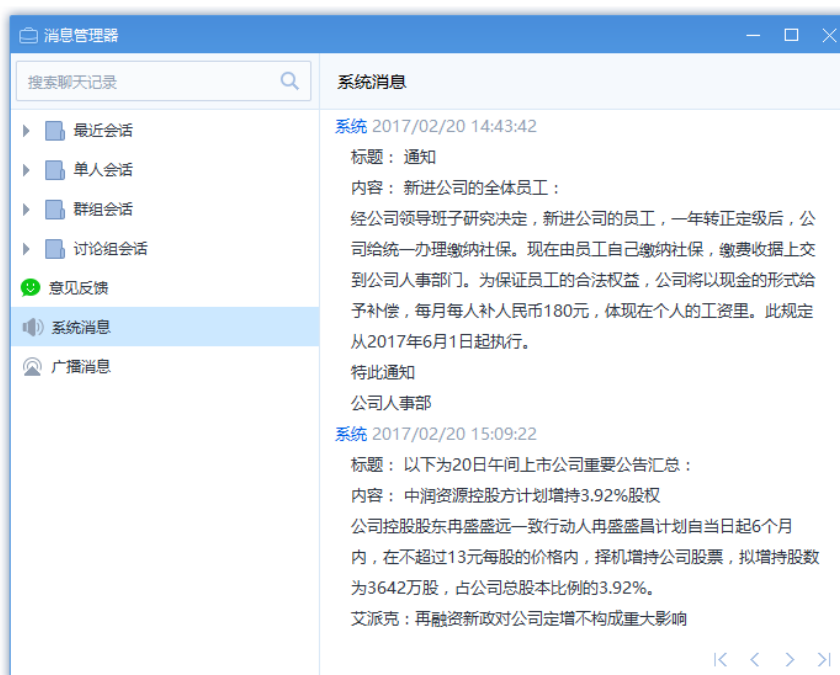 消息管理器
搜索聊天记录
最近会话
单人会话
群组会话
讨论组会话
意见反馈
系统消息
广播消息
系统消息
系统 2017/02/20 14:43:42
标题： 通知
内容： 新进公司的全体员工：
经公司领导班子研究决定，新进公司的员工，一年转正定级后，公
司给统一办理缴纳社保。现在由员工自己缴纳社保，缴费收据上交
到公司人事部门。为保证员工的合法权益，公司将以现金的形式给
予补偿，每月每人补人民币180元，体现在个人的工资里。此规定
从2017年6月1日起执行。
特此通知
公司人事部
系统 2017/02/20 15:09:22
标题： 以下为20日午间上市公司重要公告汇总：
内容： 中润资源控股方计划增持3.92%股权
公司控股股东冉盛盛远一致行动人冉盛盛昌计划自当日起6个月
内，在不超过13元每股的价格内，择机增持公司股票，拟增持股数
为3642万股，占公司总股本比例的3.92%。
艾派克：再融资新政对公司定增不构成重大影响